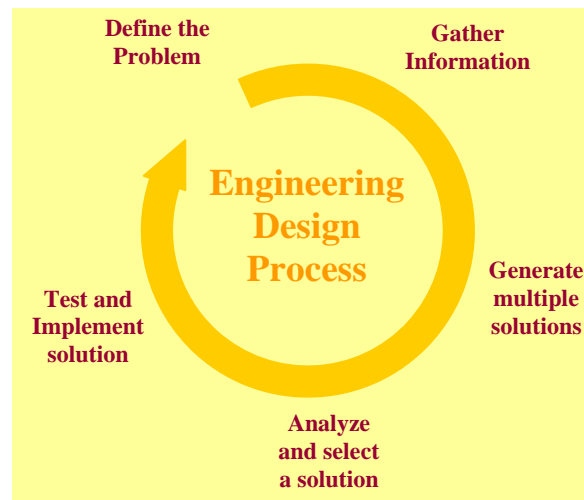 Define the
Problem
Gather
Information
Engineering
Design
Process
Generate
multiple
solutions
Test and
Implement
solution
Analyze
and select
a solution